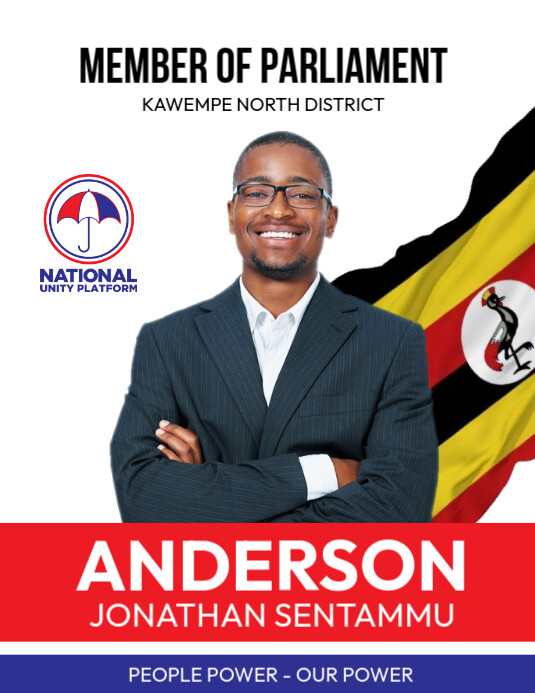 MEMBER OF PARLIAMENT
KAWEMPE NORTH DISTRICT
NATIONAL
UNITY PLATFORM
ANDERSON
JONATHAN SENTAMMU
PEOPLE POWER - OUR POWER